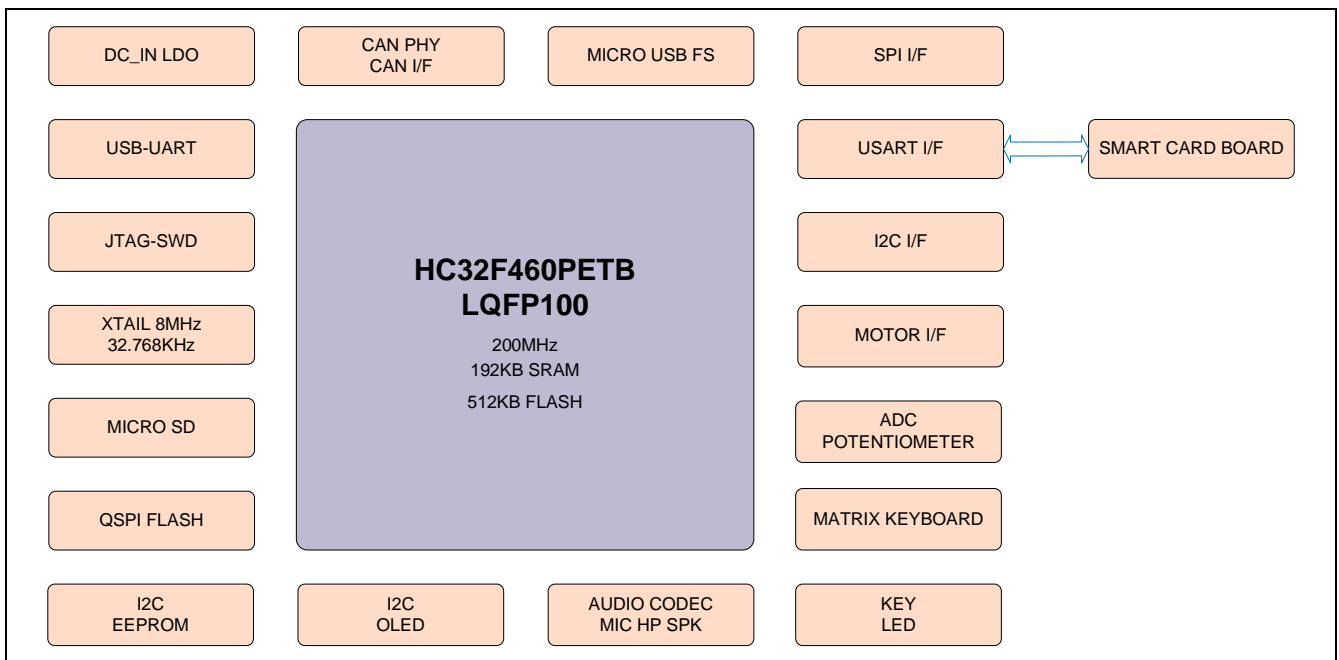 DC_IN LDO
CAN PHY
CAN I/F
MICRO USB FS
SPI I/F
USB-UART
USART I/F
SMART CARD BOARD
JTAG-SWD
I2C I/F
HC32F460PETB
LQFP100
200MHz
192KB SRAM
512KB FLASH
XTAIL 8MHz
32.768KHz
MOTOR I/F
MICRO SD
ADC
POTENTIOMETER
QSPI FLASH
MATRIX KEYBOARD
I2C
EEPROM
I2C
OLED
AUDIO CODEC
MIC HP SPK
KEY
LED